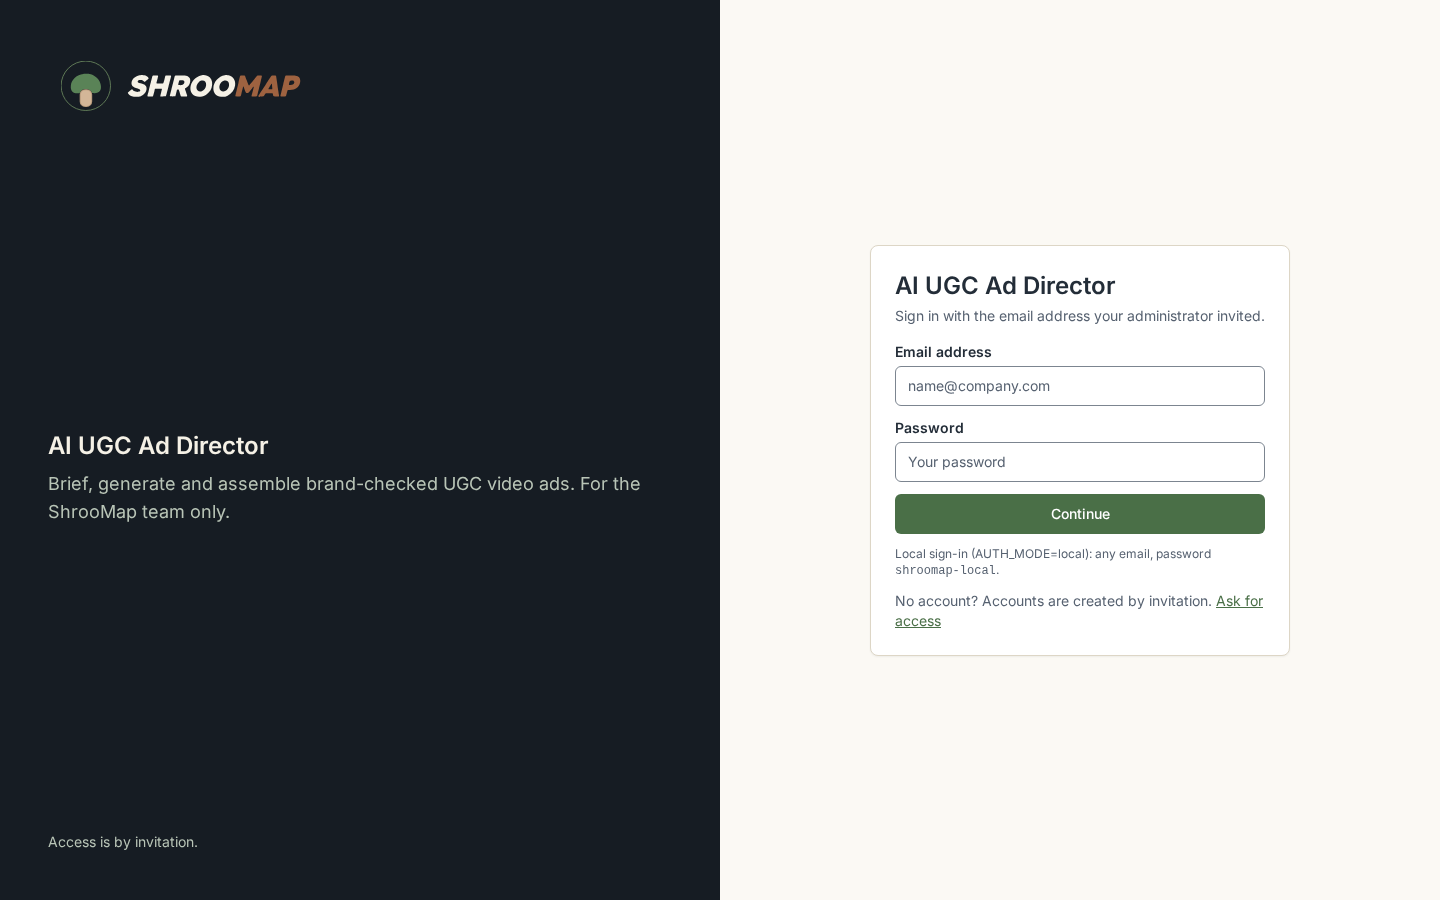 SHROOMAP
AI UGC Ad Director
Brief, generate and assemble brand-checked UGC video ads. For the
ShrooMap team only.
Access is by invitation.
AI UGC Ad Director
Sign in with the email address your administrator invited.
Email address
name@company.com
Password
Your password
Continue
Local sign-in (AUTH_MODE=local): any email, password
shroomap-local.
No account? Accounts are created by invitation. Ask for
access